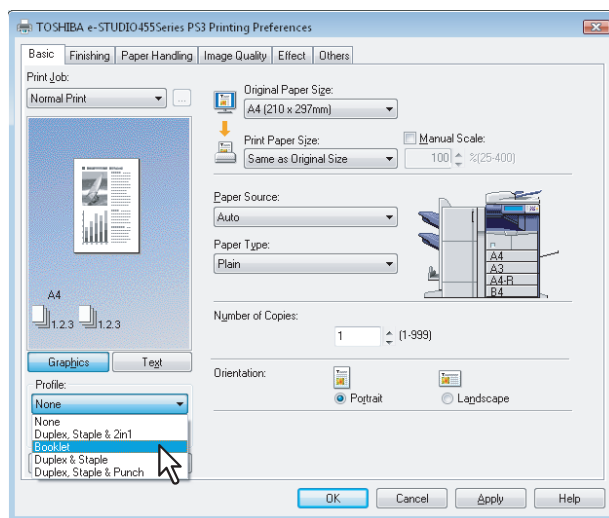 TOSHIBA e-STUDIO455Series PS3 Printing Preferences
Basic Finishing Paper Handling Image Quality Effect Others
Print Job:
Normal Print
...
A4
1.2.3 1.2.3
Graphics Text
Profile:
None
None
Duplex, Staple & 2in1
Booklet
Duplex & Staple
Duplex, Staple & Punch
Original Paper Size:
A4 (210 x 297mm)
Print Paper Size:
Same as Original Size
Manual Scale:
100 %(25-400)
Paper Source:
Auto
Paper Type:
Plain
A4
A3
A4-R
B4
Number of Copies:
1 (1-999)
Orientation:
Portrait Landscape
OK Cancel Apply Help